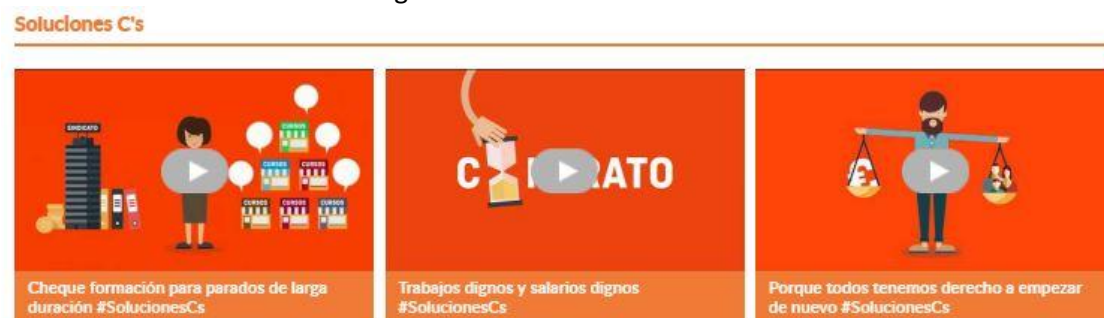 Soluciones C's
SINDICATO
CURSOS
CURSOS CURSOS
CURSOS CURSOS CURSOS
Cheque formación para parados de larga
duración #SolucionesCs
Trabajos dignos y salarios dignos
#SolucionesCs
Porque todos tenemos derecho a empezar
de nuevo #SolucionesCs